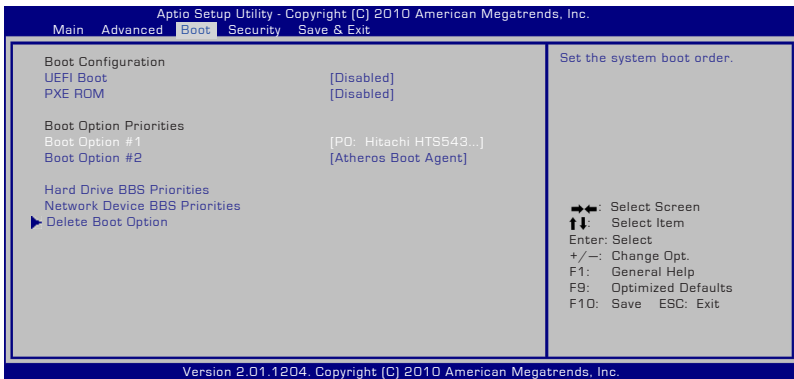 Aptio Setup Utility - Copyright (C) 2010 American Megatrends, Inc.
Main Advanced Boot Security Save & Exit
Boot Configuration
UEFI Boot [Disabled]
PXE ROM [Disabled]
Boot Option Priorities
Boot Option #1 [P0: Hitachi HTS543...]
Boot Option #2 [Atheros Boot Agent]
Hard Drive BBS Priorities
Network Device BBS Priorities
Delete Boot Option
Set the system boot order.
→←: Select Screen
↑↓: Select Item
Enter: Select
+/—: Change Opt.
F1: General Help
F9: Optimized Defaults
F10: Save ESC: Exit
Version 2.01.1204. Copyright (C) 2010 American Megatrends, Inc.